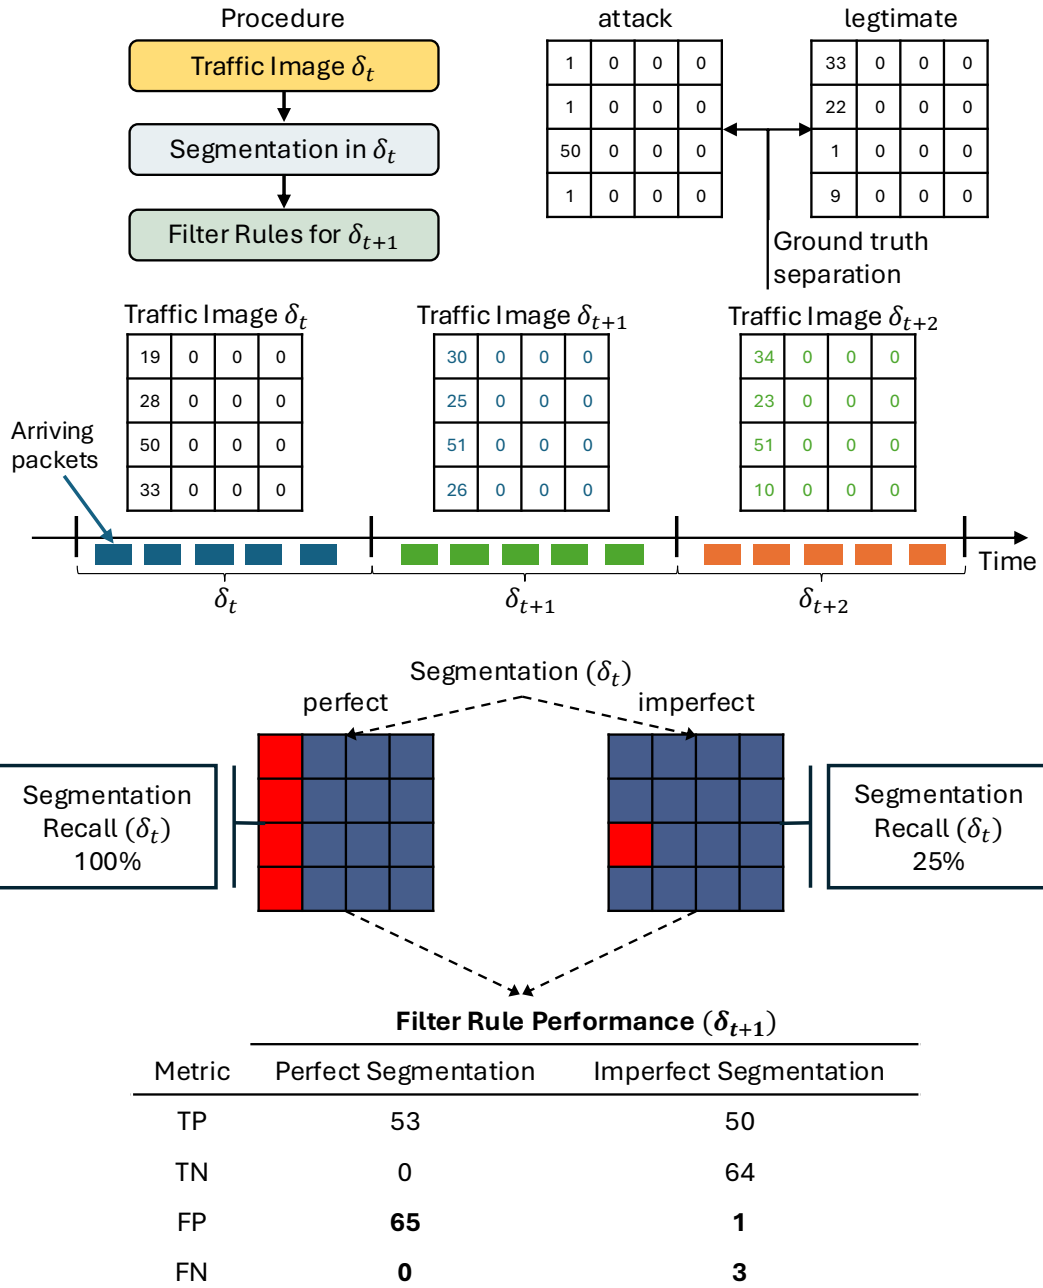 Procedure
Traffic Image δt
Segmentation in δt
Filter Rules for δt+1
attack
legtimate
1 0 0 0
1 0 0 0
50 0 0 0
1 0 0 0
33 0 0 0
22 0 0 0
1 0 0 0
9 0 0 0
Ground truth
separation
Traffic Image δt
19 0 0 0
28 0 0 0
50 0 0 0
33 0 0 0
Traffic Image δt+1
30 0 0 0
25 0 0 0
51 0 0 0
26 0 0 0
Traffic Image δt+2
34 0 0 0
23 0 0 0
51 0 0 0
10 0 0 0
Arriving
packets
Time
δt
δt+1
δt+2
Segmentation (δt)
perfect
imperfect
Segmentation
Recall (δt)
100%
Segmentation
Recall (δt)
25%
Filter Rule Performance (δt+1)
Metric Perfect Segmentation Imperfect Segmentation
TP 53 50
TN 0 64
FP 65 1
FN 0 3